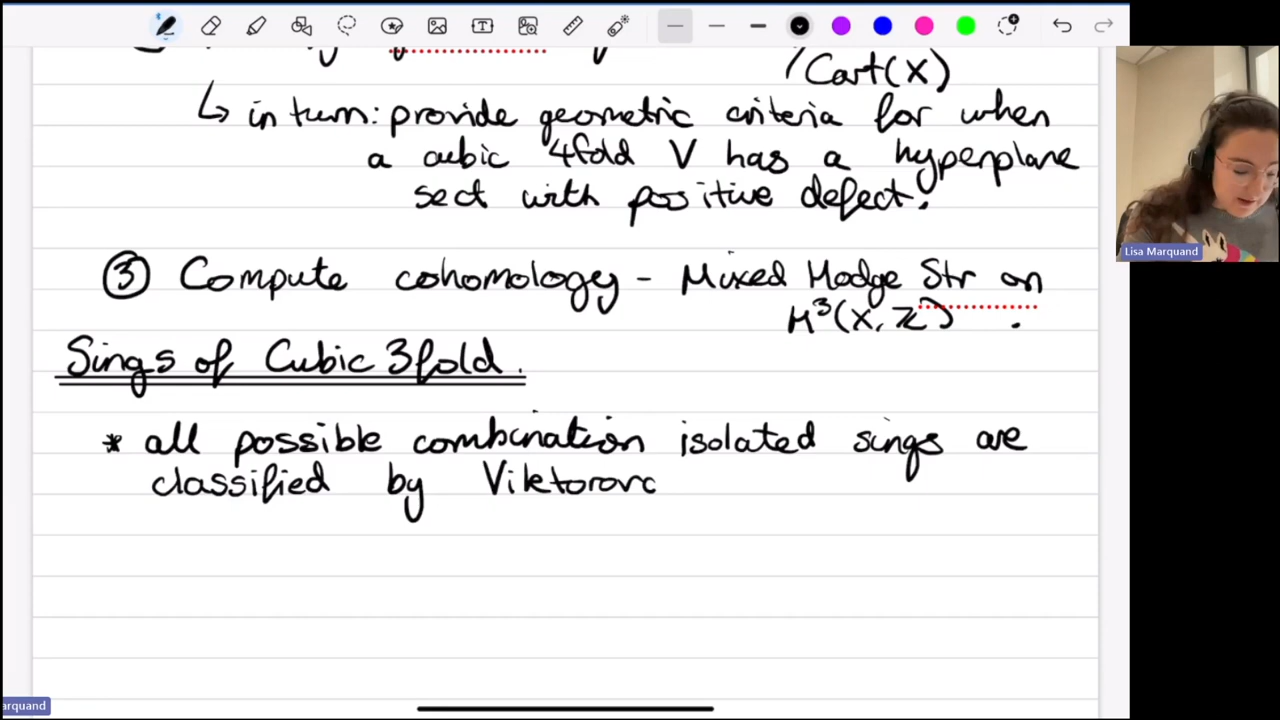 /Cart(X)
↳ in turn: provide geometric criteria for when
a cubic 4fold V has a hyperplane
sect with positive defect.
③ Compute cohomology - Mixed Hodge Str on
H³(X, ℤ) .
Sings of Cubic 3fold.
* all possible combination isolated sings are
classified by Viktorova
Lisa Marquand
arquand